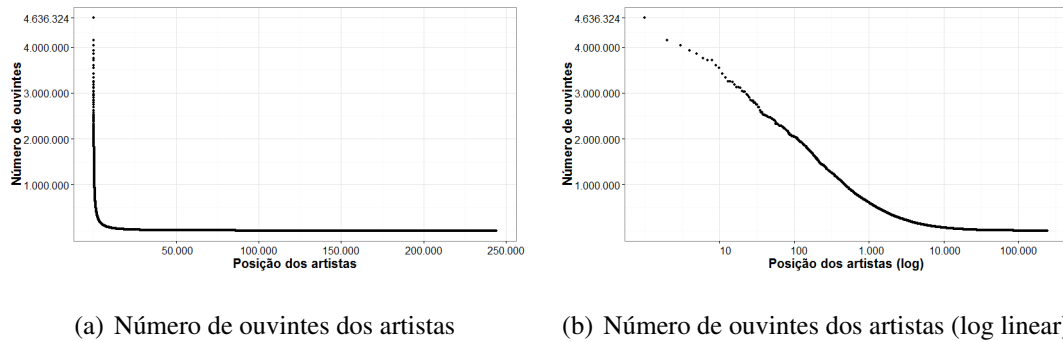 4.636.324
4.000.000
3.000.000
2.000.000
1.000.000
Número de ouvintes
50.000 100.000 150.000 200.000 250.000
Posição dos artistas
(a) Número de ouvintes dos artistas
4.636.324
4.000.000
3.000.000
2.000.000
1.000.000
Número de ouvintes
10 100 1.000 10.000 100.000
Posição dos artistas (log)
(b) Número de ouvintes dos artistas (log linear)